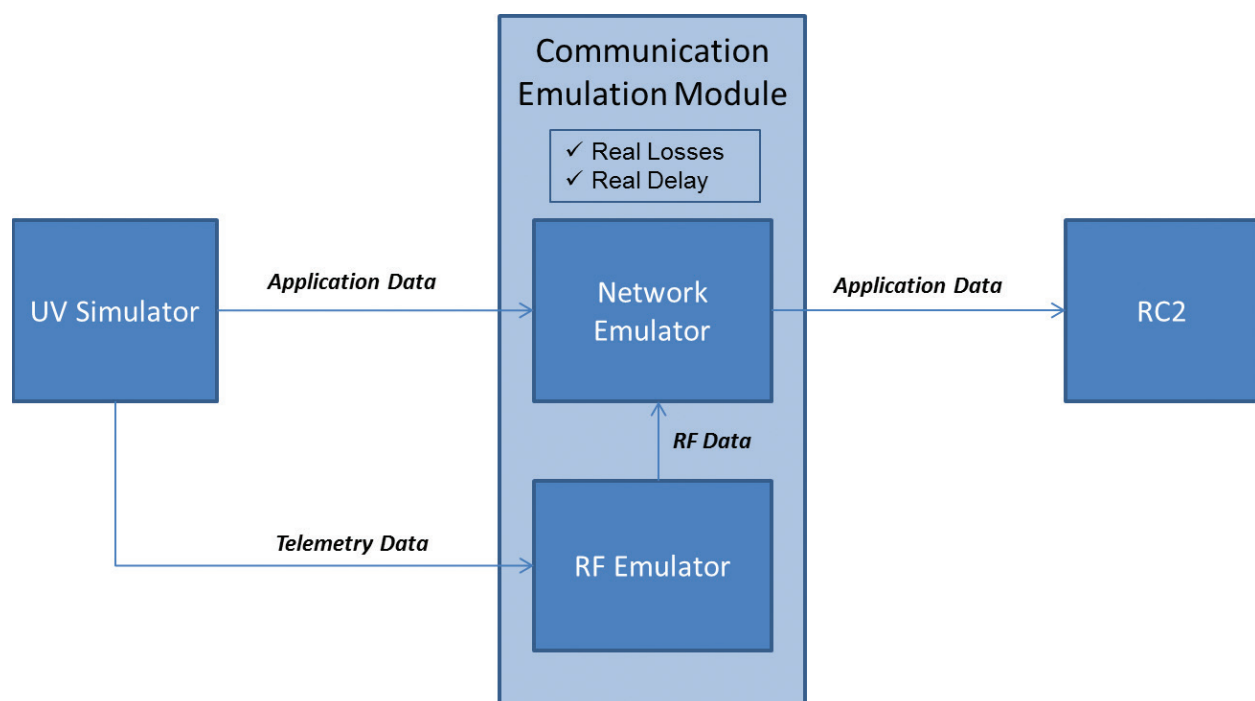 Communication
Emulation Module
✓ Real Losses
✓ Real Delay
UV Simulator
Application Data
Network
Emulator
Application Data
RC2
RF Data
Telemetry Data
RF Emulator